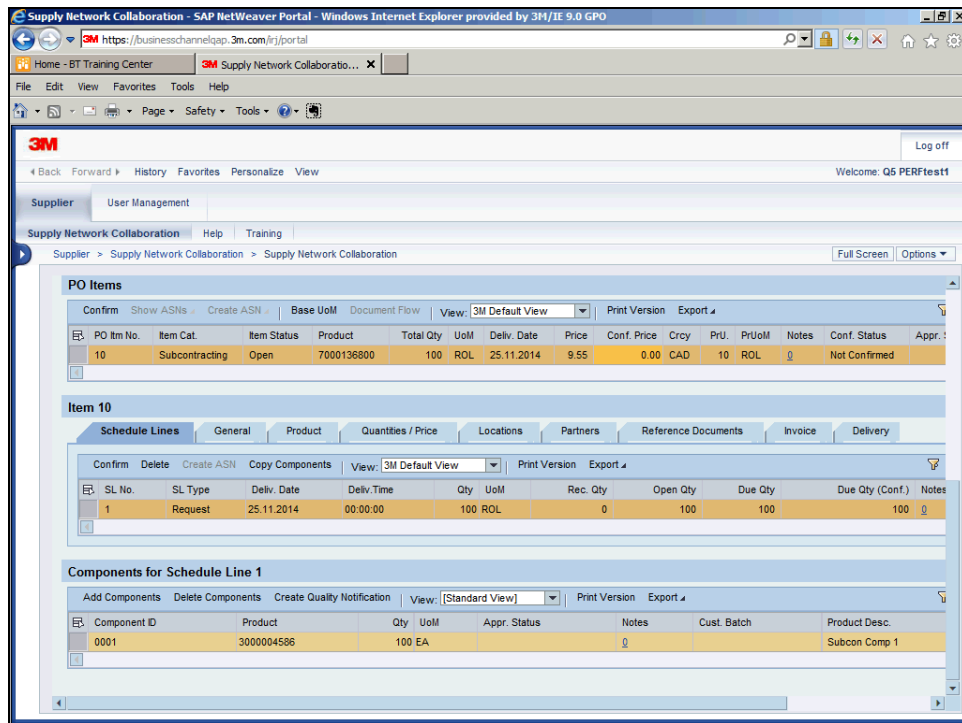 Supply Network Collaboration - SAP NetWeaver Portal - Windows Internet Explorer provided by 3M/IE 9.0 GPO
3M https://businesschannelqap.3m.com/irj/portal
Home - BT Training Center 3M Supply Network Collaboratio... X
File Edit View Favorites Tools Help
Page Safety Tools
3M Log off
Back Forward History Favorites Personalize View Welcome: Q5 PERFtest1
Supplier User Management
Supply Network Collaboration Help Training
Supplier > Supply Network Collaboration > Supply Network Collaboration Full Screen Options
PO Items
Confirm Show ASNs Create ASN Base UoM Document Flow View: 3M Default View Print Version Export
PO Itm No. Item Cat. Item Status Product Total Qty UoM Deliv. Date Price Conf. Price Crcy PrU. PrUoM Notes Conf. Status Appr.
10 Subcontracting Open 7000136800 100 ROL 25.11.2014 9.55 0.00 CAD 10 ROL 0 Not Confirmed
Item 10
Schedule Lines General Product Quantities / Price Locations Partners Reference Documents Invoice Delivery
Confirm Delete Create ASN Copy Components View: 3M Default View Print Version Export
SL No. SL Type Deliv. Date Deliv.Time Qty UoM Rec. Qty Open Qty Due Qty Due Qty (Conf.) Notes
1 Request 25.11.2014 00:00:00 100 ROL 0 100 100 100 0
Components for Schedule Line 1
Add Components Delete Components Create Quality Notification View: [Standard View] Print Version Export
Component ID Product Qty UoM Appr. Status Notes Cust. Batch Product Desc.
0001 3000004586 100 EA 0 Subcon Comp 1